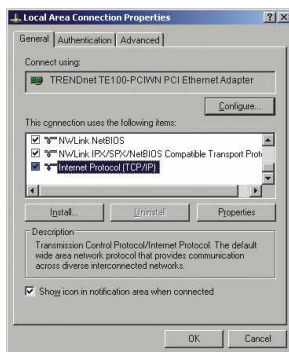 Local Area Connection Properties
General Authentication Advanced
Connect using:
TRENDnet TE100-PCIWN PCI Ethernet Adapter
Configure...
This connection uses the following items:
NWLink NetBIOS
NWLink IPX/SPX/NetBIOS Compatible Transport Prot
Internet Protocol (TCP/IP)
Install... Uninstall Properties
Description
Transmission Control Protocol/Internet Protocol. The default
wide area network protocol that provides communication
across diverse interconnected networks.
Show icon in notification area when connected
OK Cancel